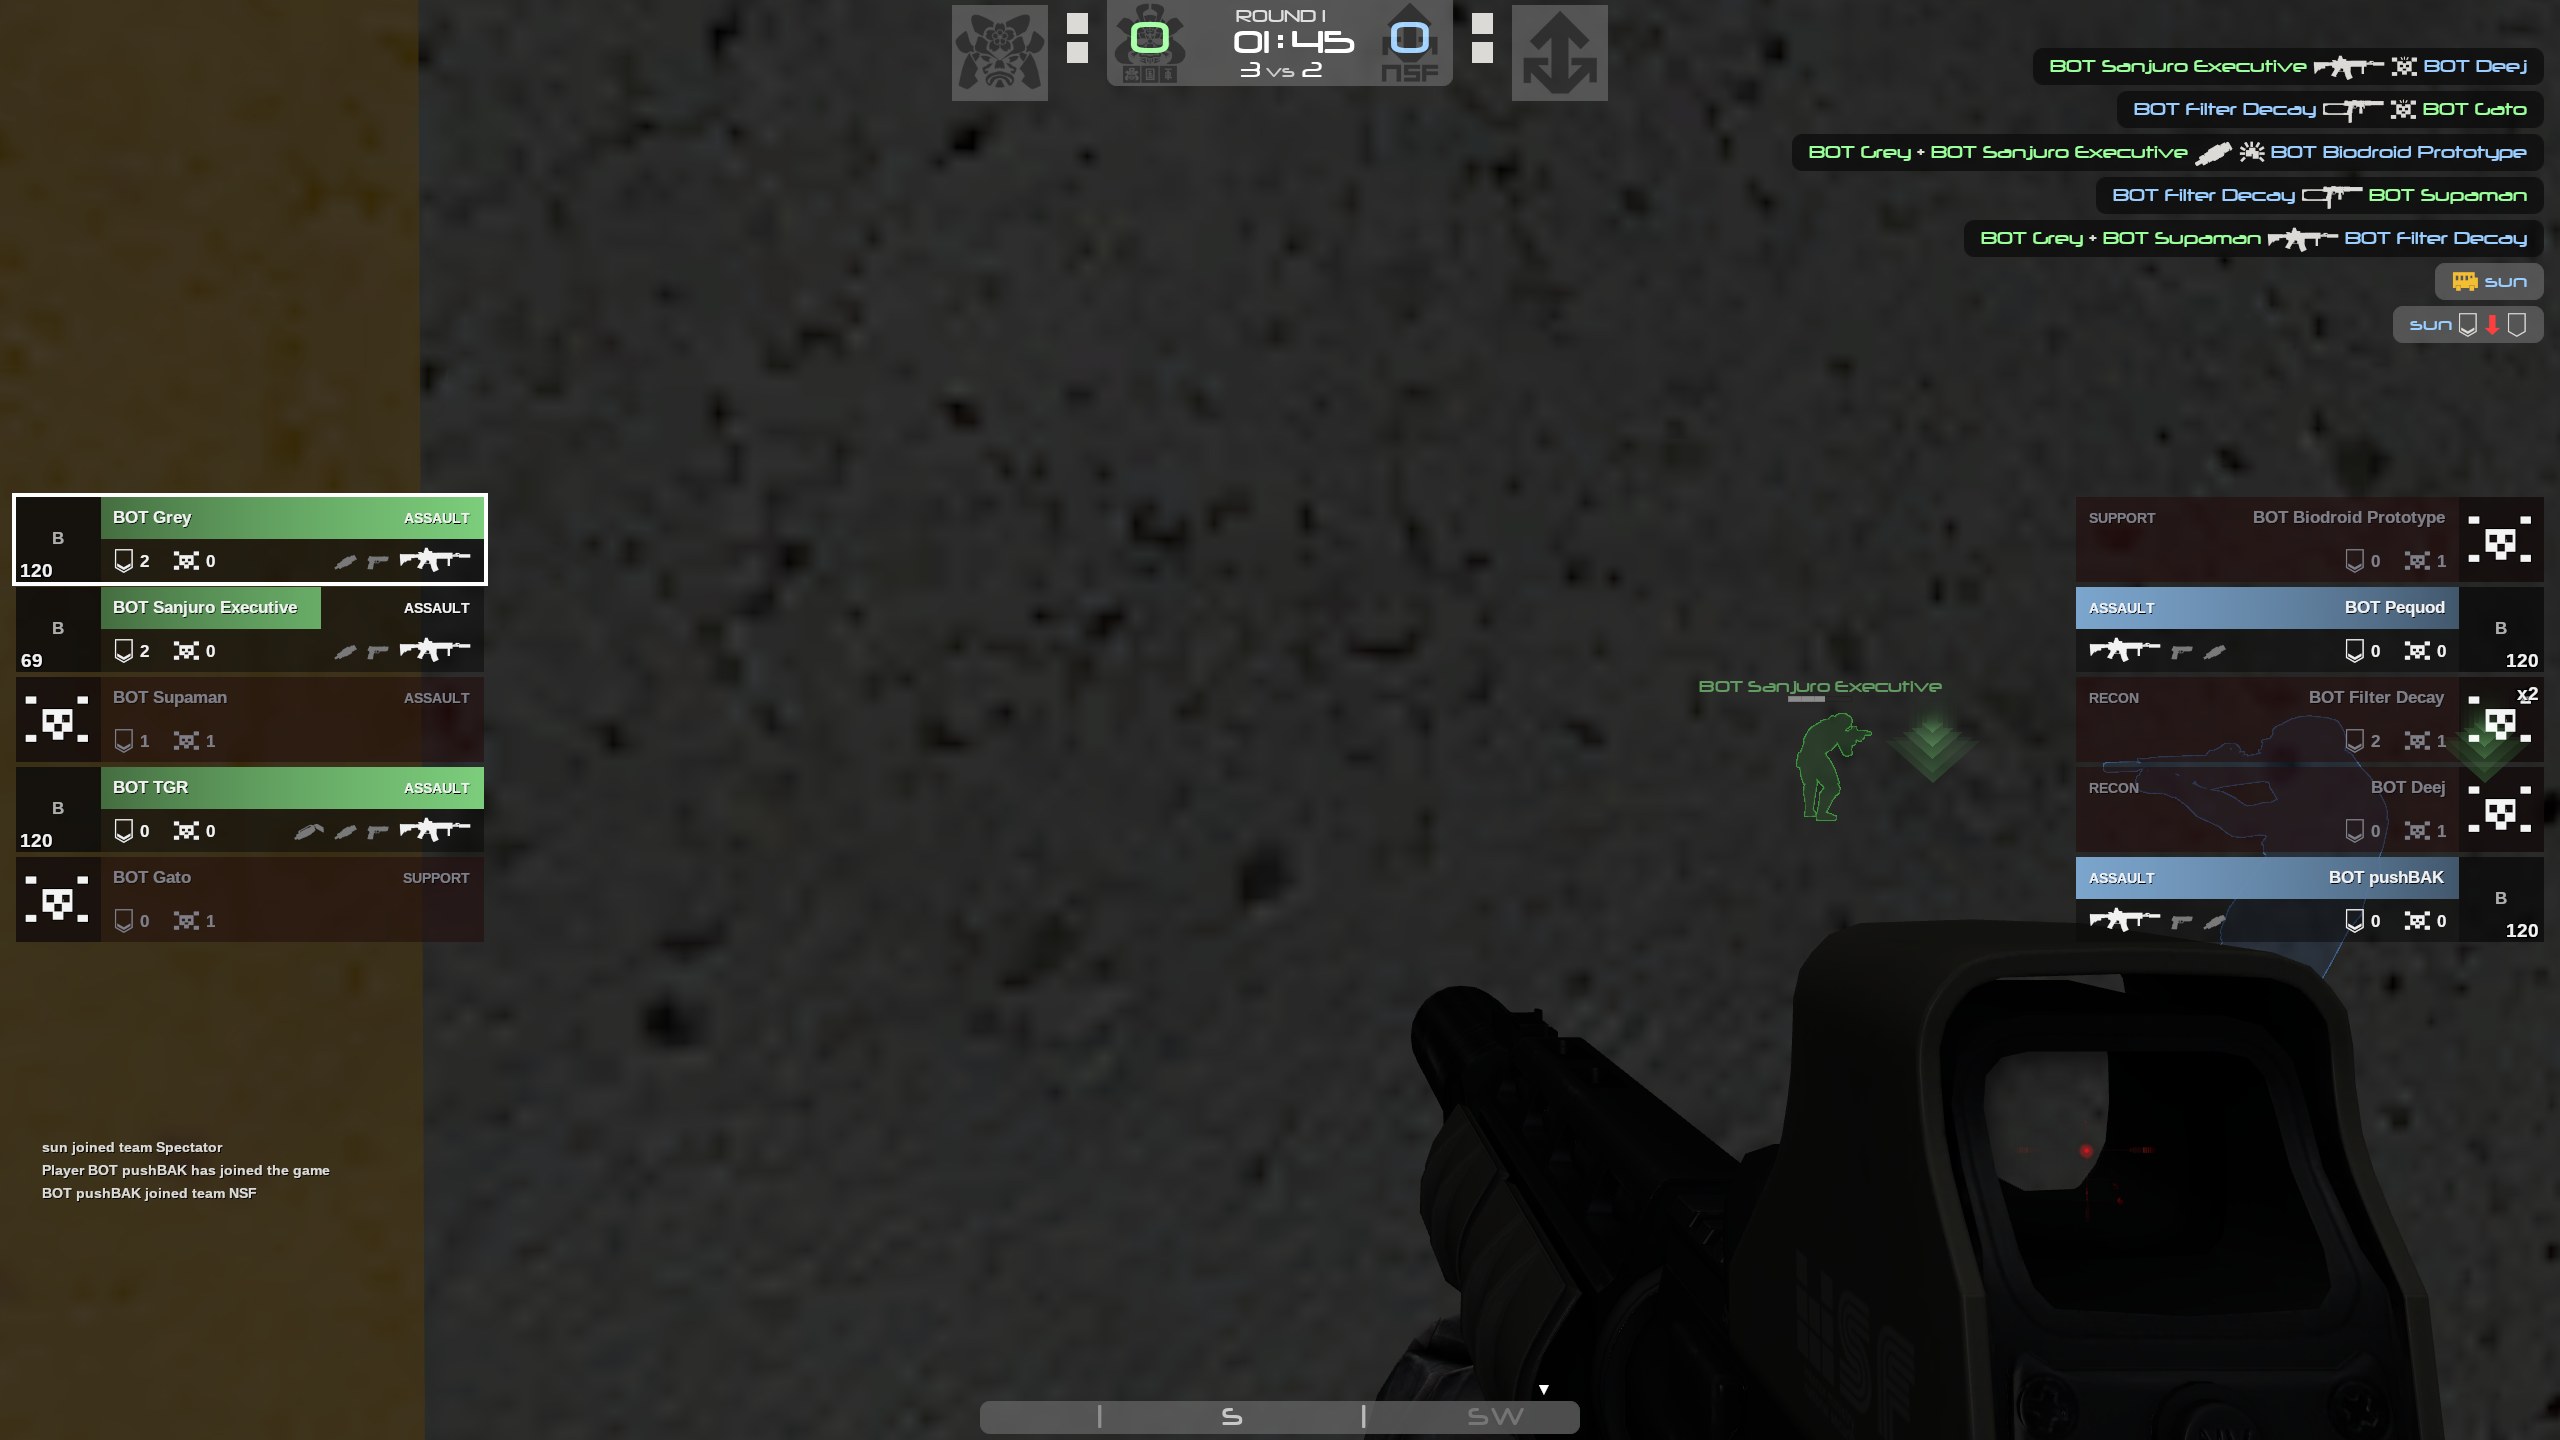 ROUND 1
0 01:45 0
3 vs 2
NSF
BOT Sanjuro Executive BOT Deej
BOT Filter Decay BOT Gato
BOT Grey + BOT Sanjuro Executive BOT Biodroid Prototype
BOT Filter Decay BOT Supaman
BOT Grey + BOT Supaman BOT Filter Decay
sun
sun
B
120
BOT Grey ASSAULT
2 0
B
69
BOT Sanjuro Executive ASSAULT
2 0
BOT Supaman ASSAULT
1 1
B
120
BOT TGR ASSAULT
0 0
BOT Gato SUPPORT
0 1
BOT Sanjuro Executive
SUPPORT BOT Biodroid Prototype
0 1
ASSAULT BOT Pequod
0 0
B
120
RECON BOT Filter Decay
2 1
x2
RECON BOT Deej
0 1
ASSAULT BOT pushBAK
0 0
B
120
sun joined team Spectator
Player BOT pushBAK has joined the game
BOT pushBAK joined team NSF
S SW